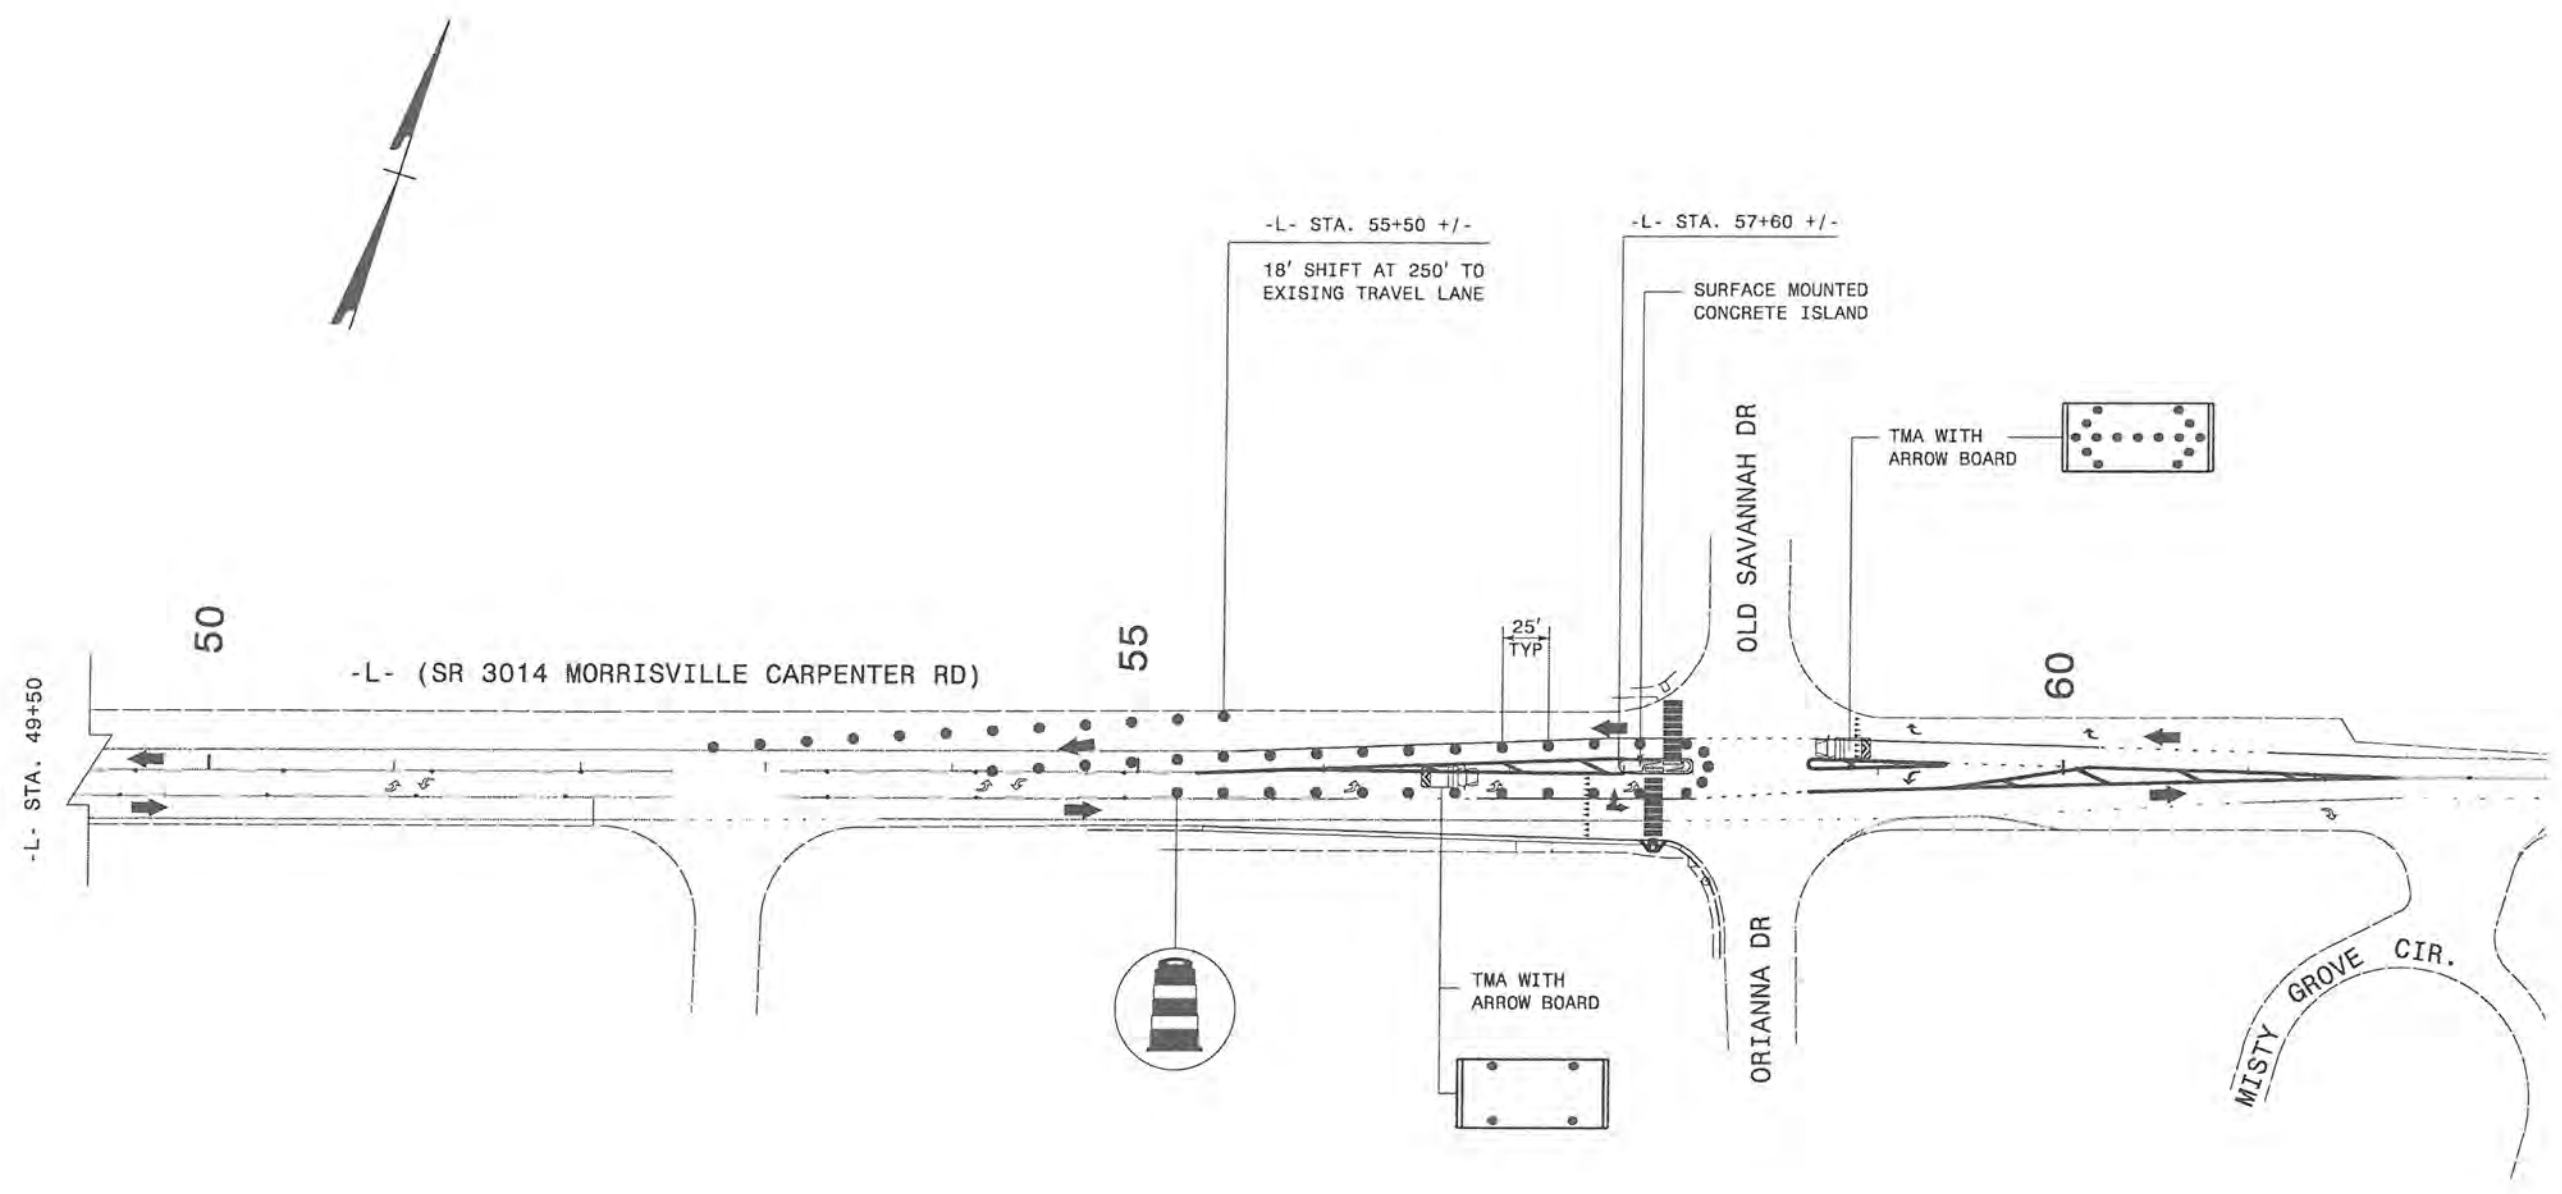 -L- STA. 55+50 +/-
18' SHIFT AT 250' TO
EXISING TRAVEL LANE
-L- STA. 57+60 +/-
SURFACE MOUNTED
CONCRETE ISLAND
OLD SAVANNAH DR
TMA WITH
ARROW BOARD
50
-L- (SR 3014 MORRISVILLE CARPENTER RD)
55
25'
TYP
60
-L- STA. 49+50
TMA WITH
ARROW BOARD
ORIANNA DR
MISTY GROVE CIR.